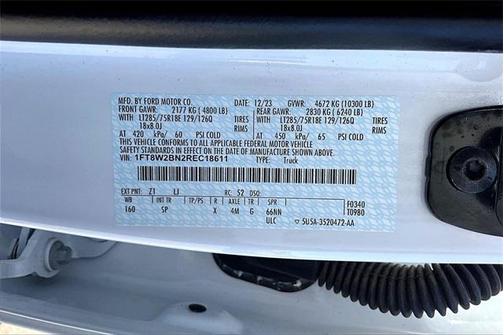 MFD. BY FORD MOTOR CO. 12/23 GVWR: 4672 KG (10300 LB)
FRONT GAWR: 2177 KG (4800 LB) REAR GAWR: 2830 KG (6240 LB)
WITH LT285/75R18E 129/126Q TIRES WITH LT285/75R18E 129/126Q TIRES
18x8.0J RIMS 18x8.0J RIMS
AT 420 kPa/ 60 PSI COLD AT 450 kPa/ 65 PSI COLD
THIS VEHICLE CONFORMS TO ALL APPLICABLE FEDERAL MOTOR VEHICLE
SAFETY STANDARDS IN EFFECT ON THE DATE OF MANUFACTURE SHOWN ABOVE.
VIN: 1FT8W2BN2REC18611 TYPE: Truck
EXT PNT: Z1 LJ RC: 52 DSO:
WB INT TR TP/PS R AXLE TR SPR F0340
160 SP X 4M G 66NN T0980
ULC ▽ 5U5A-3520472-AA